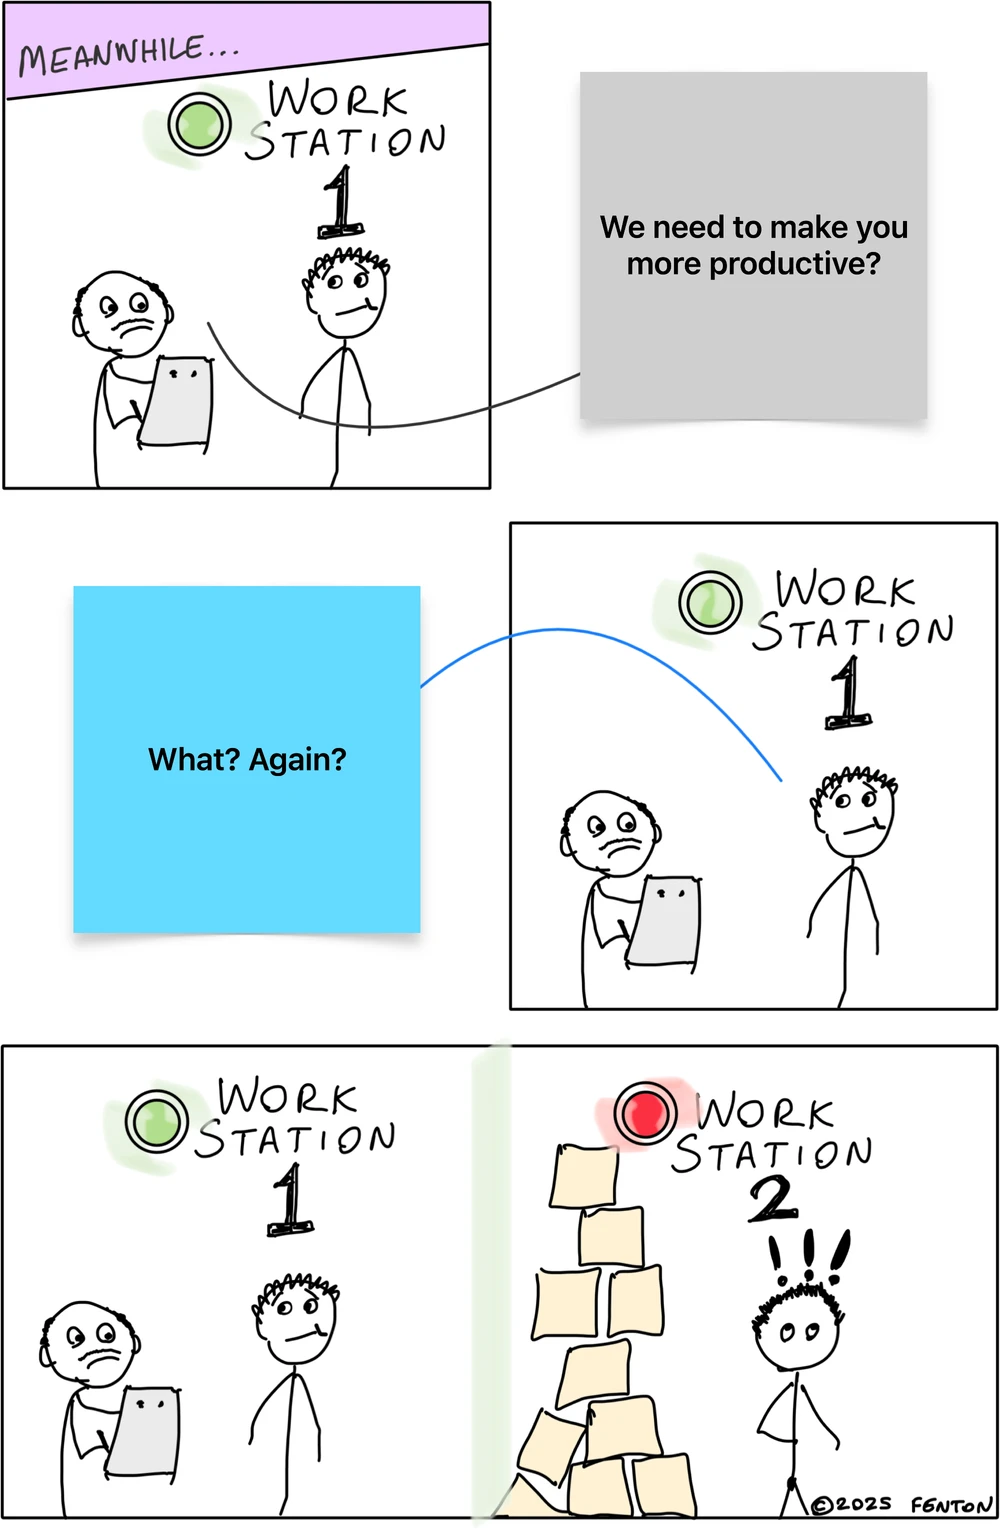 MEANWHILE...
WORK
STATION
1
We need to make you
more productive?
What? Again?
WORK
STATION
1
WORK
STATION
1
WORK
STATION
2
!!!
©2025 FENTON